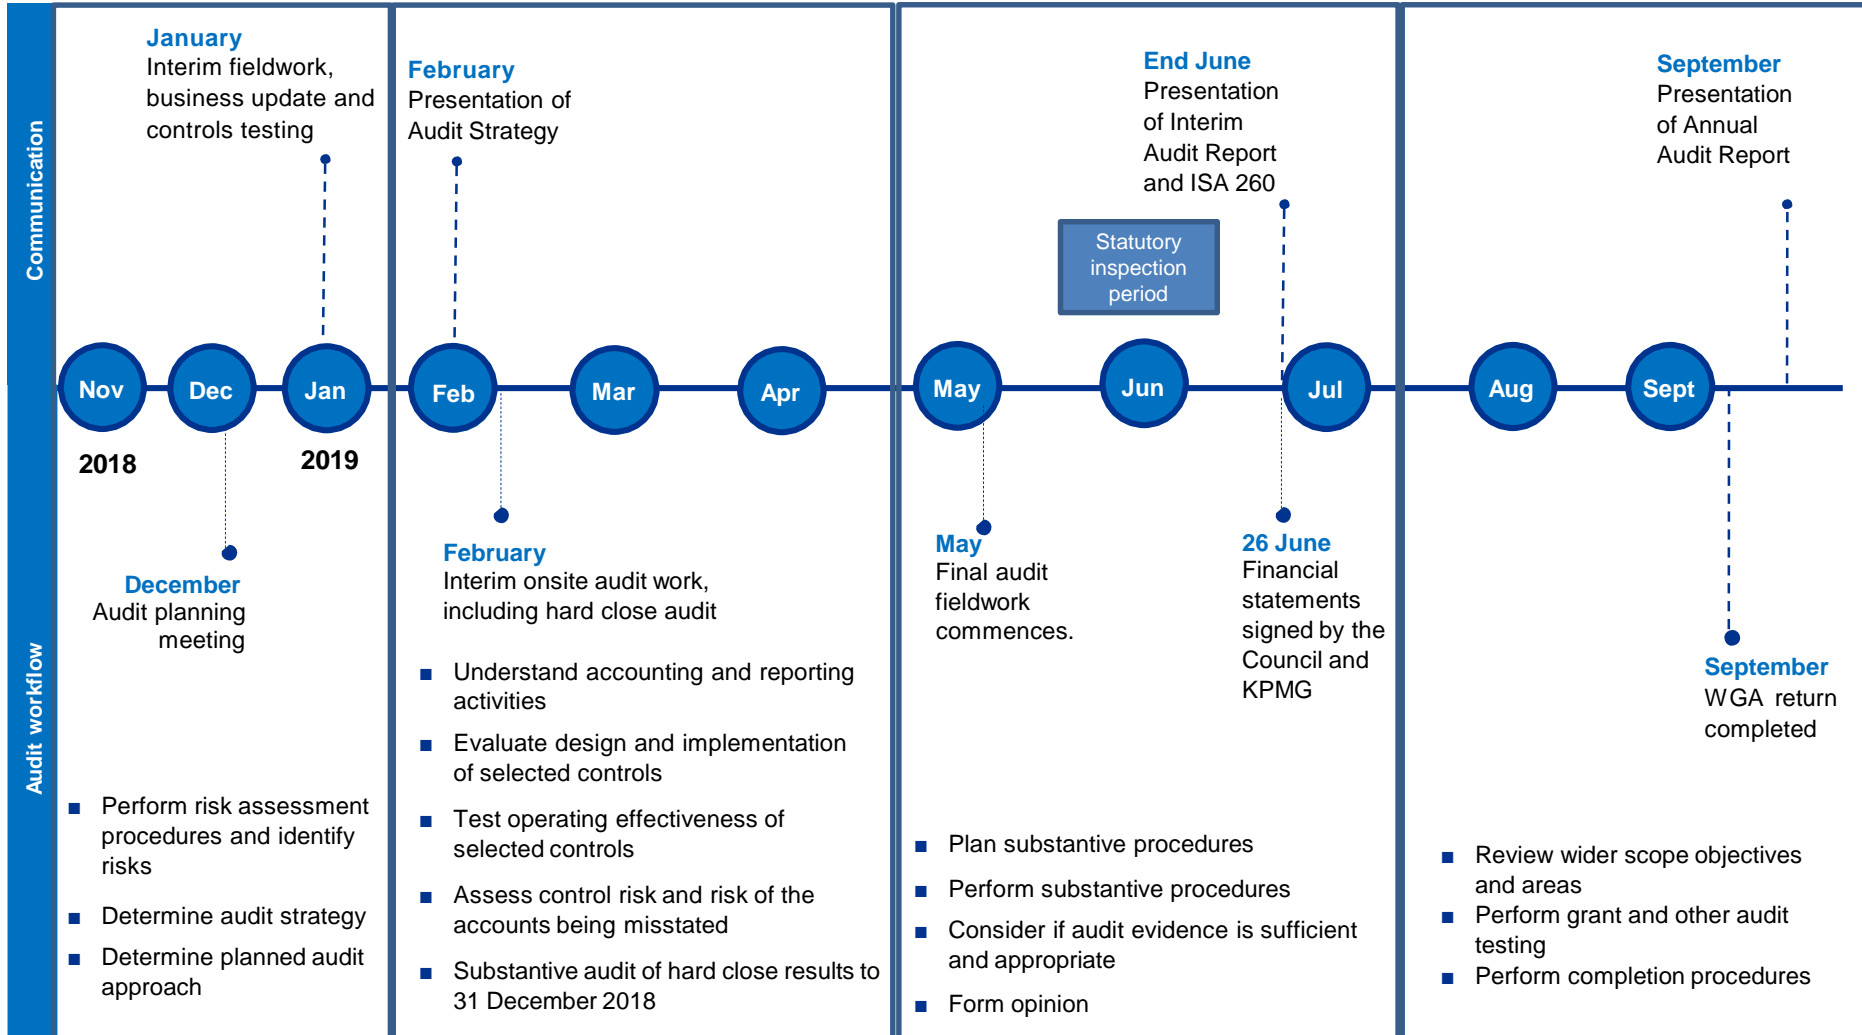 Communication
January
Interim fieldwork,
business update and
controls testing
February
Presentation of
Audit Strategy
End June
Presentation
of Interim
Audit Report
and ISA 260
September
Presentation
of Annual
Audit Report
Statutory
inspection
period
Nov
Dec
Jan
Feb
Mar
Apr
May
Jun
Jul
Aug
Sept
2018
2019
Audit workflow
December
Audit planning
meeting
■ Perform risk assessment
procedures and identify
risks
■ Determine audit strategy
■ Determine planned audit
approach
February
Interim onsite audit work,
including hard close audit
■ Understand accounting and reporting
activities
■ Evaluate design and implementation
of selected controls
■ Test operating effectiveness of
selected controls
■ Assess control risk and risk of the
accounts being misstated
■ Substantive audit of hard close results to
31 December 2018
May
Final audit
fieldwork
commences.
26 June
Financial
statements
signed by the
Council and
KPMG
■ Plan substantive procedures
■ Perform substantive procedures
■ Consider if audit evidence is sufficient
and appropriate
■ Form opinion
September
WGA return
completed
■ Review wider scope objectives
and areas
■ Perform grant and other audit
testing
■ Perform completion procedures